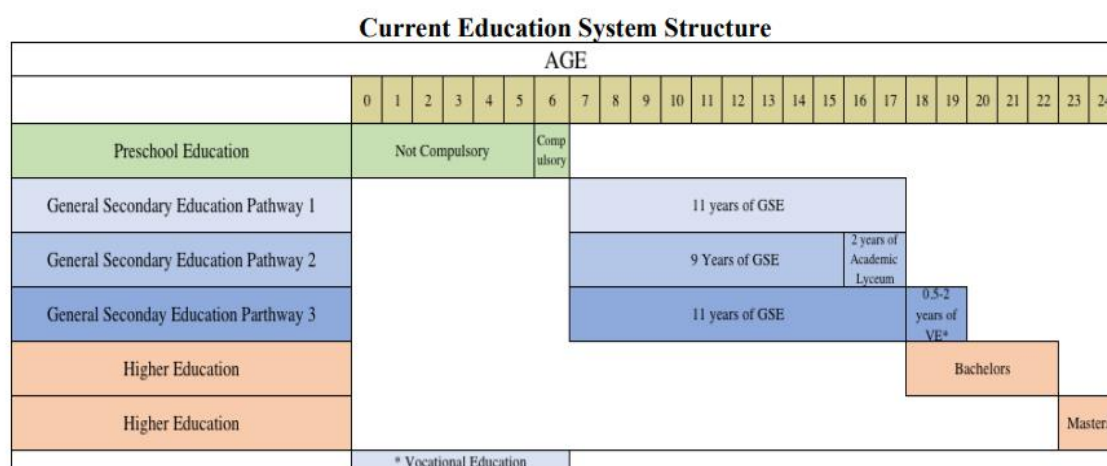 Current Education System Structure
AGE
0 1 2 3 4 5 6 7 8 9 10 11 12 13 14 15 16 17 18 19 20 21 22 23 24
Preschool Education
Not Compulsory
Comp
ulsory
General Secondary Education Pathway 1
11 years of GSE
General Secondary Education Pathway 2
9 Years of GSE
2 years of
Academic
Lyceum
General Seconday Education Parthway 3
11 years of GSE
0.5-2
years of
VE*
Higher Education
Bachelors
Higher Education
Masters
* Vocational Education